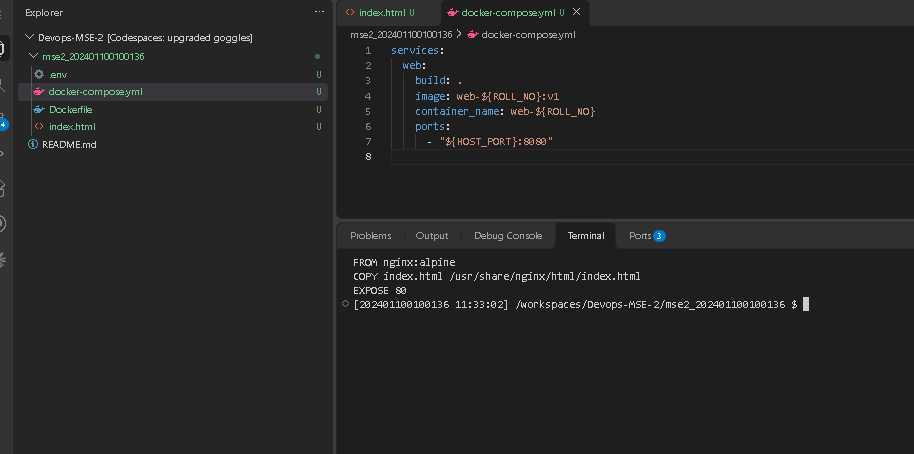 Explorer
Devops-MSE-2 [Codespaces: upgraded goggles]
mse2_202401100100136
.env U
docker-compose.yml U
Dockerfile U
index.html U
README.md
4
index.html U
docker-compose.yml U
mse2_202401100100136 > docker-compose.yml
1 services:
2 web:
3 build: .
4 image: web-${ROLL_NO}:v1
5 container_name: web-${ROLL_NO}
6 ports:
7 - "${HOST_PORT}:8080"
8
Problems Output Debug Console Terminal Ports 3
FROM nginx:alpine
COPY index.html /usr/share/nginx/html/index.html
EXPOSE 80
[202401100100136 11:33:02] /workspaces/Devops-MSE-2/mse2_202401100100136 $